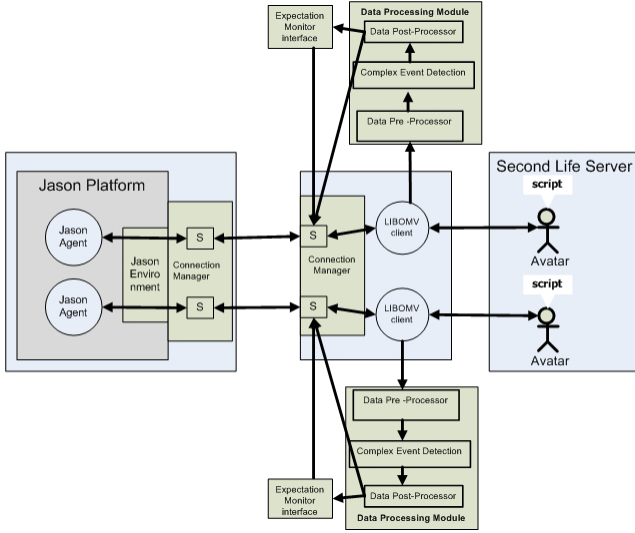 Expectation
Monitor
interface
Data Processing Module
Data Post-Processor
Complex Event Detection
Data Pre -Processor
Jason Platform
Jason
Agent
Jason
Agent
Jason
Enviro
nment
S
Connection
Manager
S
S
Connection
Manager
S
LIBOMV
client
LIBOMV
client
Second Life Server
script
Avatar
script
Avatar
Data Pre -Processor
Complex Event Detection
Data Post-Processor
Data Processing Module
Expectation
Monitor
interface